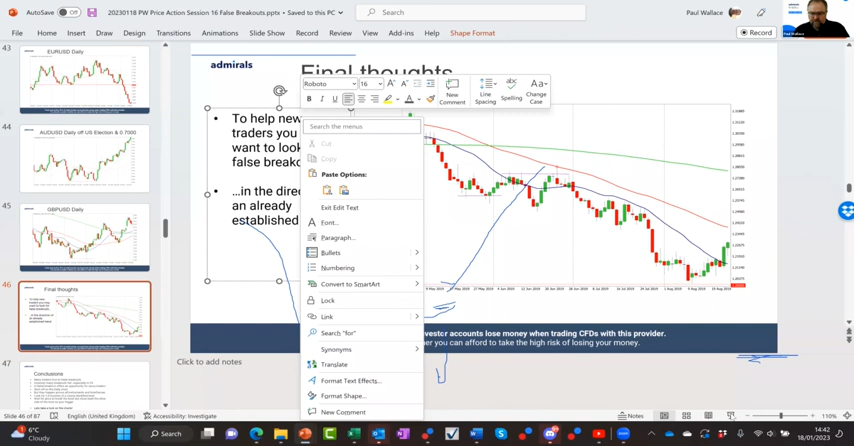 AutoSave Off 20230118 PW Price Action Session 16 False Breakouts.pptx • Saved to this PC Search Paul Wallace
File Home Insert Draw Design Transitions Animations Slide Show Record Review View Add-ins Help Shape Format Record
Paul Wallace
43
EURUSD Daily
44
AUDUSD Daily off US Election & 0.7000
45
GBPUSD Daily
46
Final thoughts
47
Conclusions
admirals
Final thoughts
Roboto 16
B I U
New Comment
Line Spacing
Spelling
Change Case
• To help new
traders you
want to look
false break
• …in the direc
an already
established
Search the menus
Cut
Copy
Paste Options:
Exit Edit Text
Font...
Paragraph...
Bullets
Numbering
Convert to SmartArt
Lock
Link
Search "for"
Synonyms
Translate
Format Text Effects...
Format Shape...
New Comment
accounts lose money when trading CFDs with this provider.
you can afford to take the high risk of losing your money.
Click to add notes
Slide 46 of 87 English (United Kingdom) Accessibility: Investigate Notes 110%
6°C
Cloudy
Search
14:42
18/01/2023